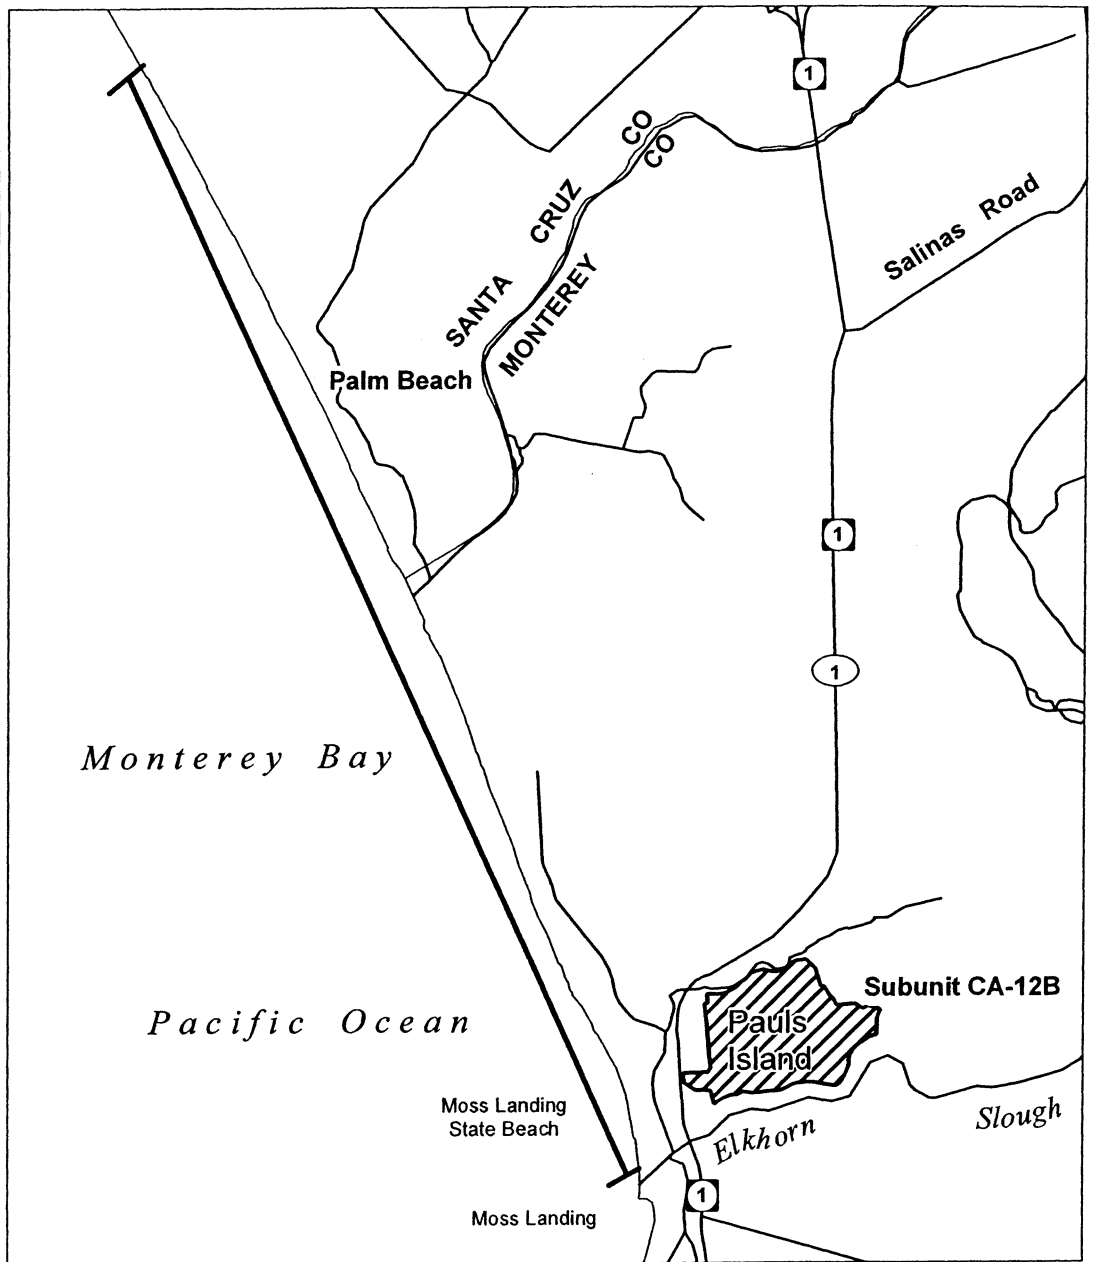 1
CO
CO
CRUZ
Salinas Road
SANTA
MONTEREY
Palm Beach
1
1
Monterey Bay
Subunit CA-12B
Pauls
Island
Pacific Ocean
Moss Landing
State Beach
Elkhorn Slough
1
Moss Landing